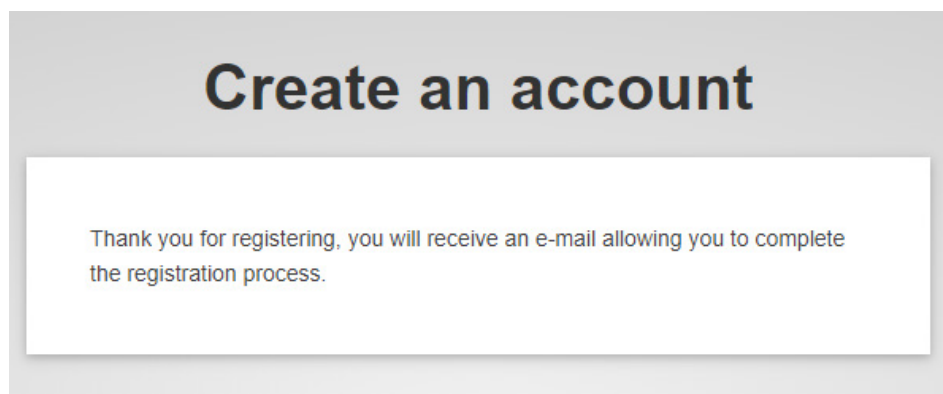 Create an account
Thank you for registering, you will receive an e-mail allowing you to complete
the registration process.